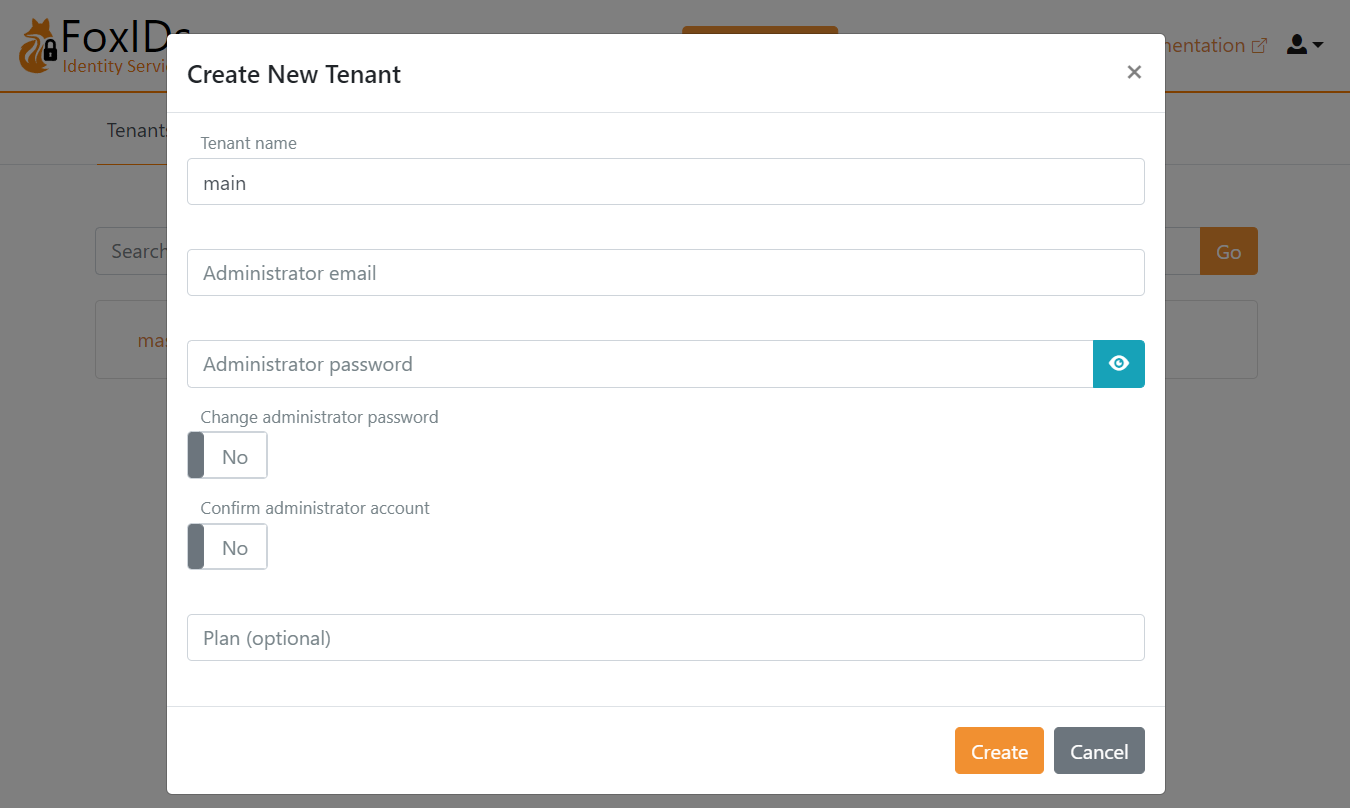 FoxIDs
Identity Servi
mentation
Create New Tenant
Tenants
Tenant name
main
Search
Go
Administrator email
mas
Administrator password
Change administrator password
No
Confirm administrator account
No
Plan (optional)
Create
Cancel